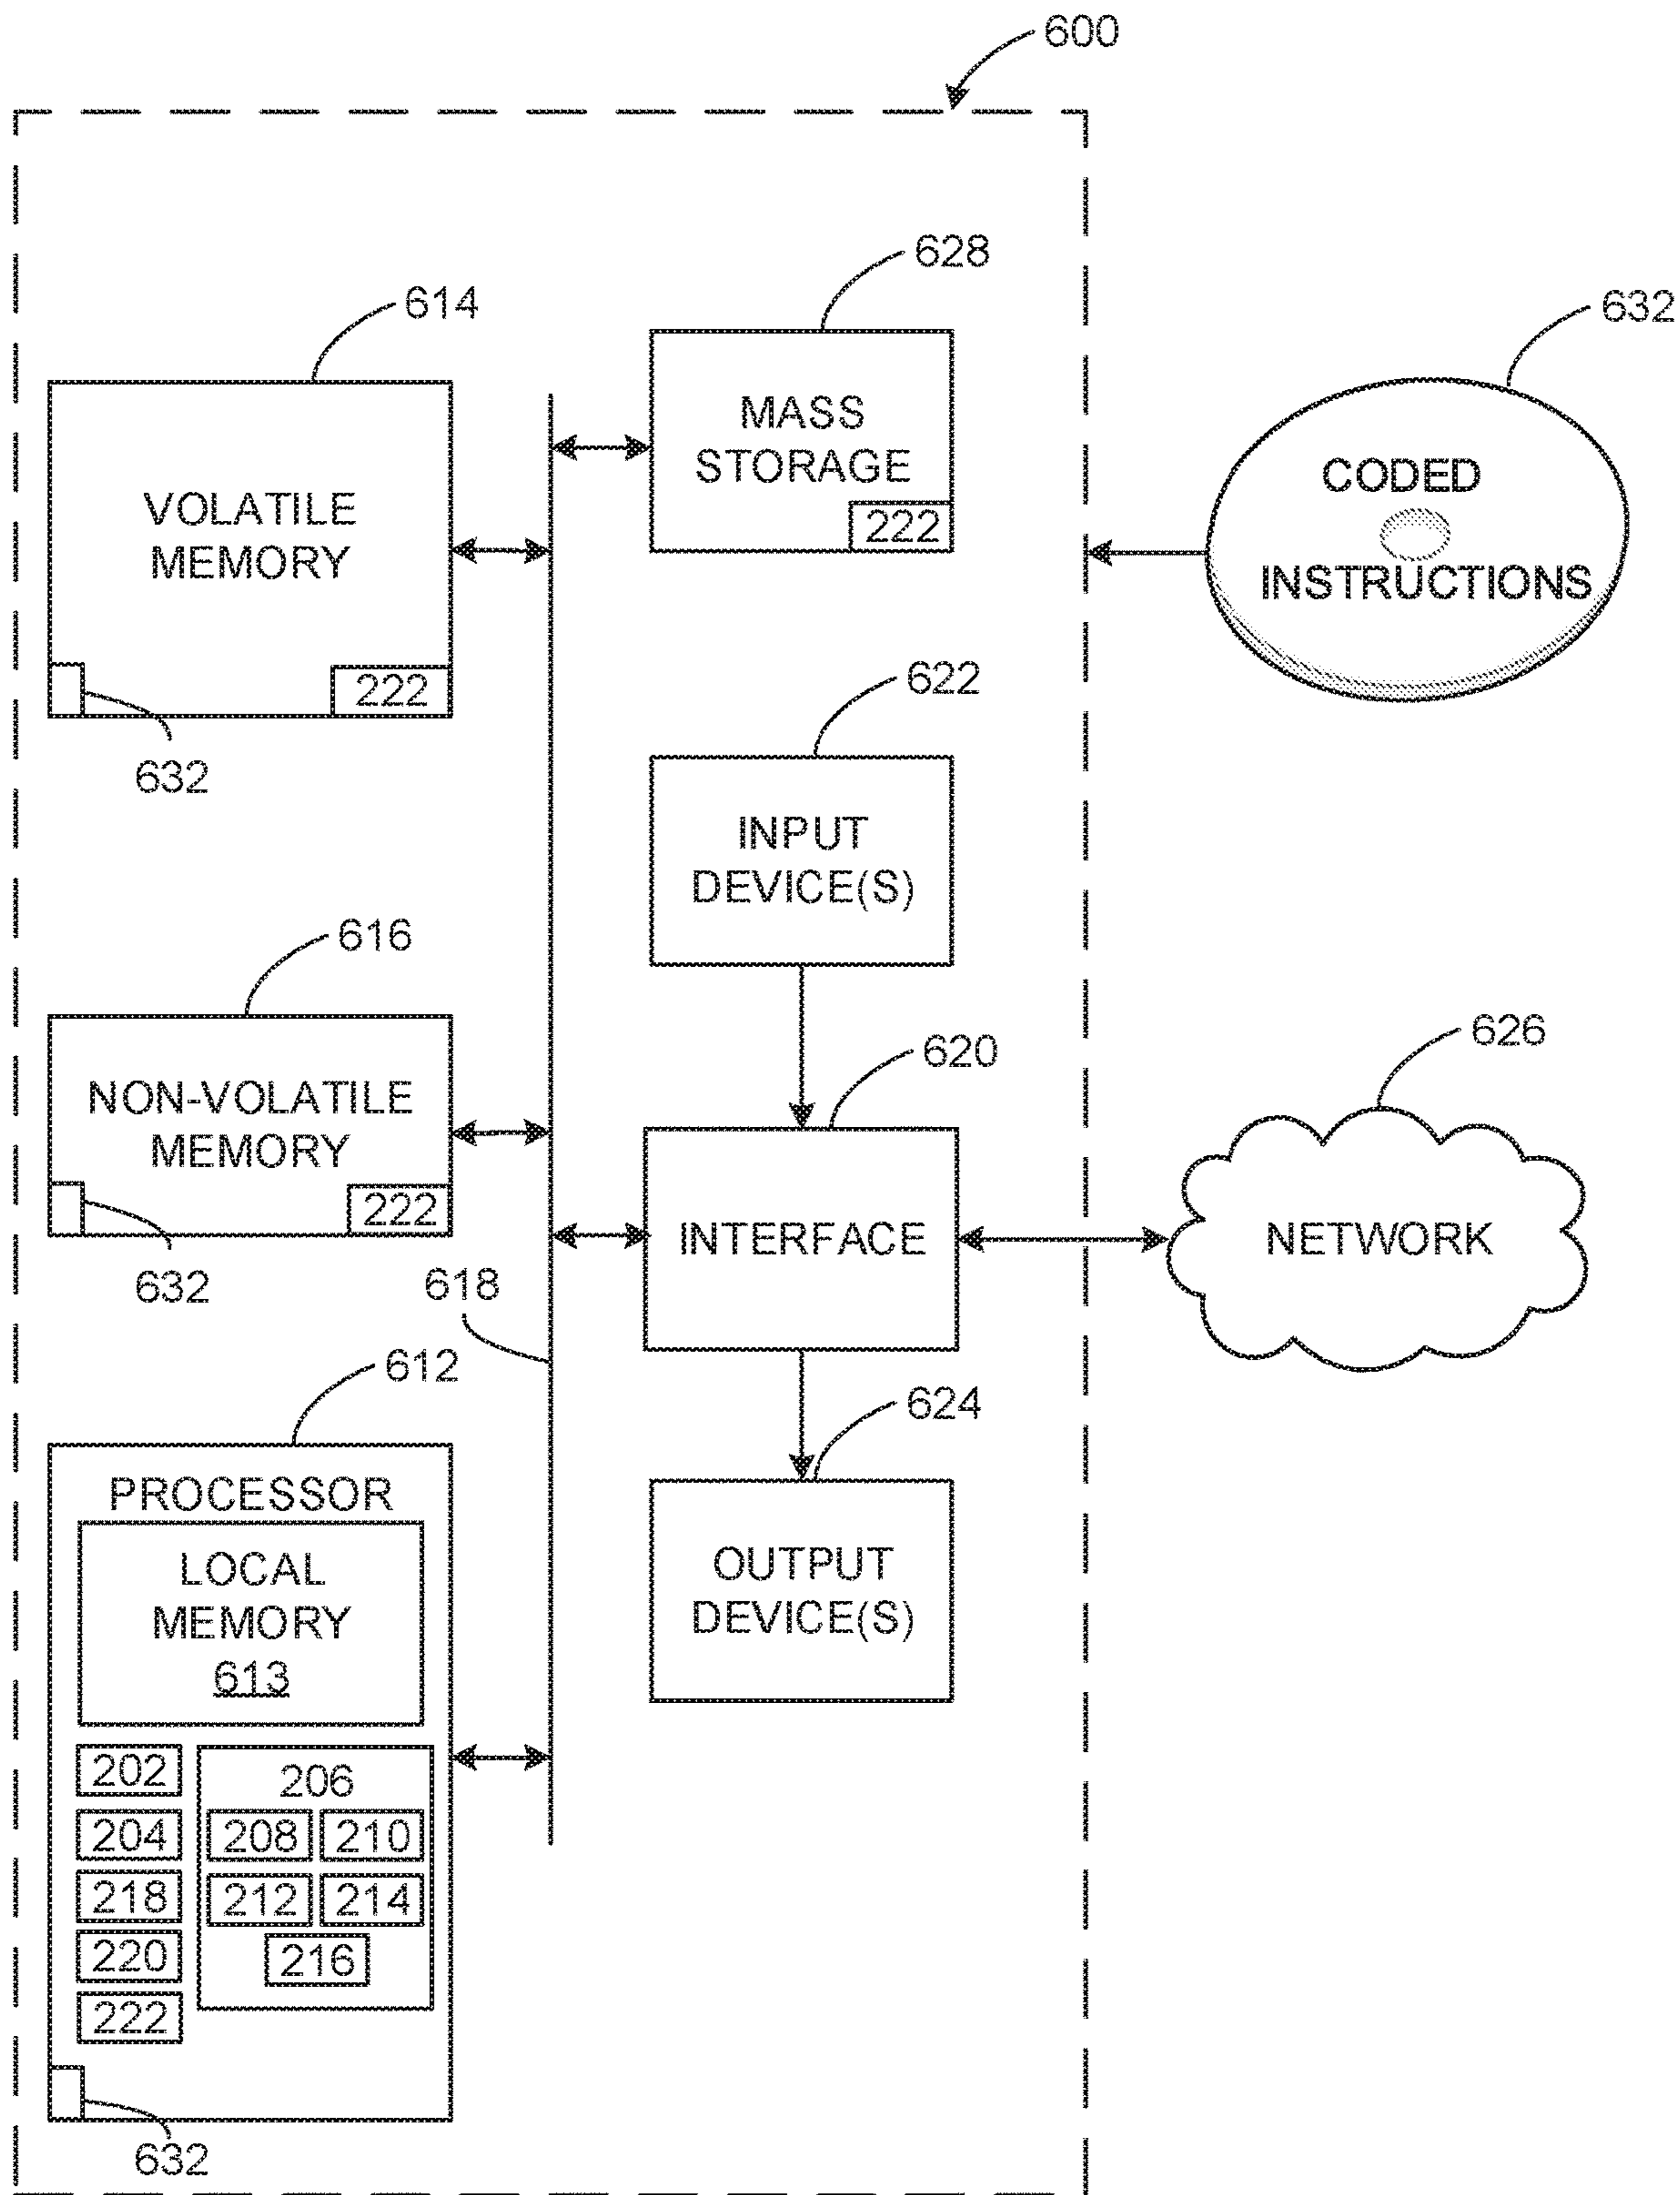 600
628
614
632
MASS
STORAGE
222
VOLATILE
MEMORY
222
632
CODED
INSTRUCTIONS
622
INPUT
DEVICE(S)
616
NON-VOLATILE
MEMORY
222
632
620
626
INTERFACE
NETWORK
618
612
624
PROCESSOR
LOCAL
MEMORY
613
OUTPUT
DEVICE(S)
202
204
218
220
222
206
208 210
212 214
216
632